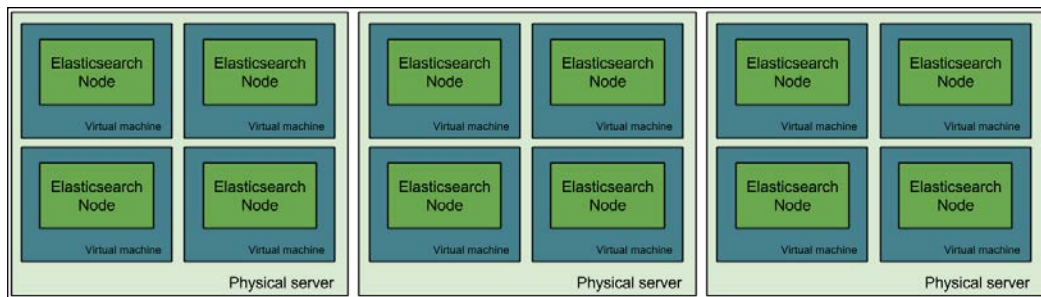 Elasticsearch
Node
Virtual machine
Elasticsearch
Node
Virtual machine
Elasticsearch
Node
Virtual machine
Elasticsearch
Node
Virtual machine
Physical server
Elasticsearch
Node
Virtual machine
Elasticsearch
Node
Virtual machine
Elasticsearch
Node
Virtual machine
Elasticsearch
Node
Virtual machine
Physical server
Elasticsearch
Node
Virtual machine
Elasticsearch
Node
Virtual machine
Elasticsearch
Node
Virtual machine
Elasticsearch
Node
Virtual machine
Physical server